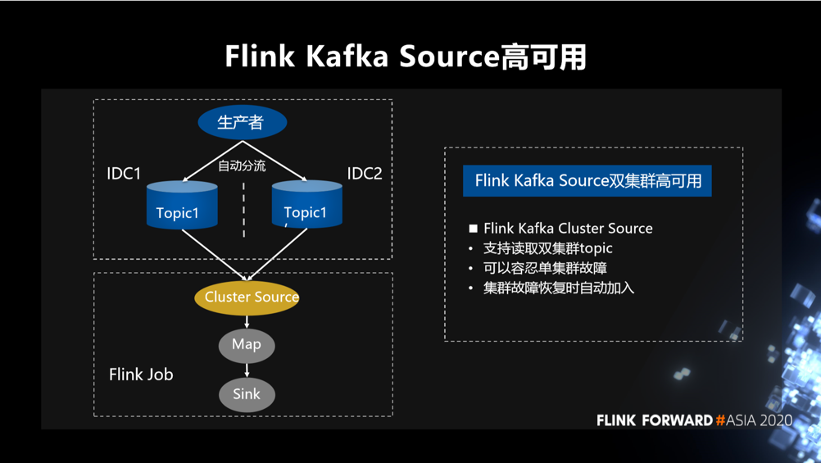 Flink Kafka Source高可用
生产者
自动分流
IDC1
IDC2
Topic1
Topic1
Cluster Source
Map
Flink Job
Sink
Flink Kafka Source双集群高可用
■ Flink Kafka Cluster Source
• 支持读取双集群topic
• 可以容忍单集群故障
• 集群故障恢复时自动加入
FLINK FORWARD #ASIA 2020